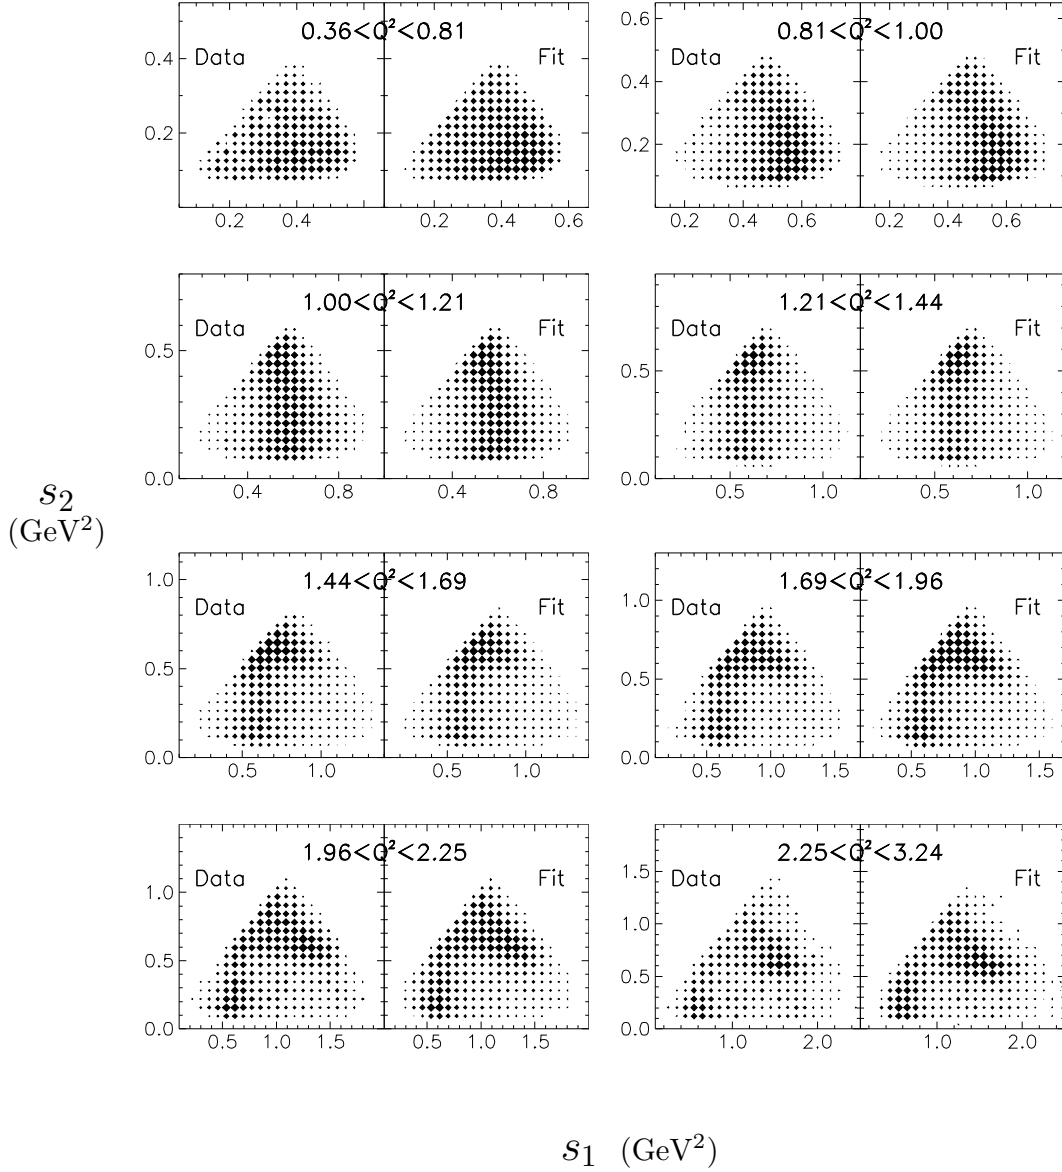 0.36<Q²<0.81 0.81<Q²<1.00
Data Fit Data Fit
0.6
0.4
0.2
0.4
0.2
0.0
0.2 0.4 0.2 0.4 0.6 0.2 0.4 0.6 0.2 0.4 0.6
1.00<Q²<1.21 1.21<Q²<1.44
Data Fit Data Fit
0.5
0.0
0.5
0.0
0.4 0.8 0.4 0.8 0.5 1.0 0.5 1.0
s₂
(GeV²)
1.44<Q²<1.69 1.69<Q²<1.96
Data Fit Data Fit
1.0
0.5
0.0
1.0
0.5
0.0
0.5 1.0 0.5 1.0 0.5 1.0 1.5 0.5 1.0 1.5
1.96<Q²<2.25 2.25<Q²<3.24
Data Fit Data Fit
1.0
0.5
0.0
1.5
1.0
0.5
0.0
0.5 1.0 1.5 0.5 1.0 1.5 1.0 2.0 1.0 2.0
s₁ (GeV²)